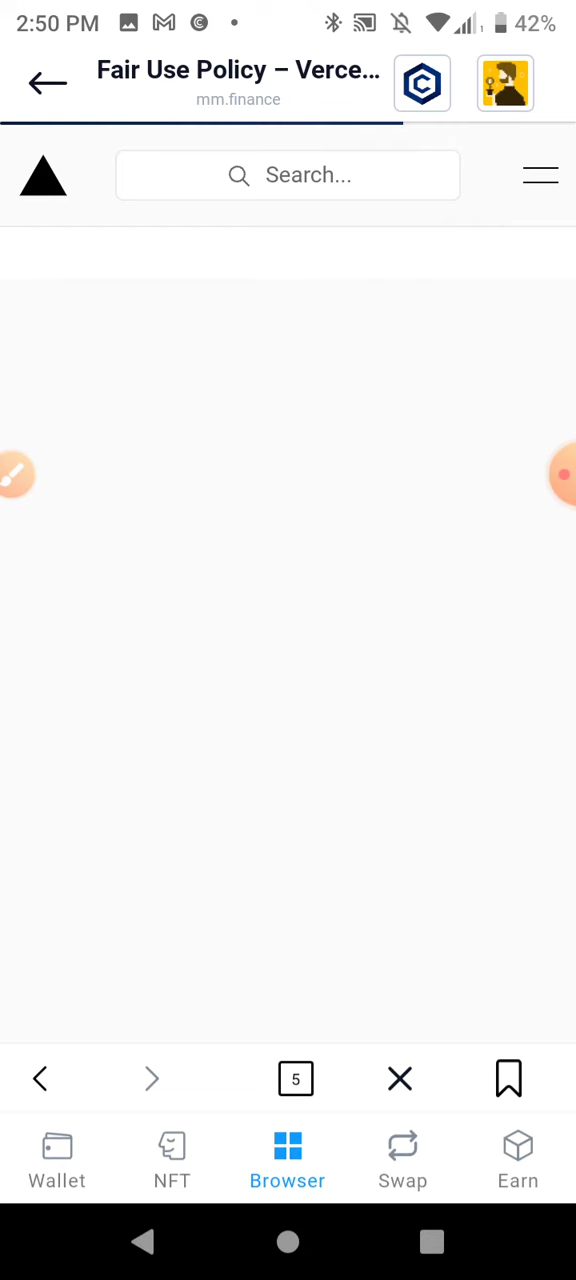 2:50 PM
42%
Fair Use Policy – Verce...
mm.finance
Search...
5
Wallet
NFT
Browser
Swap
Earn